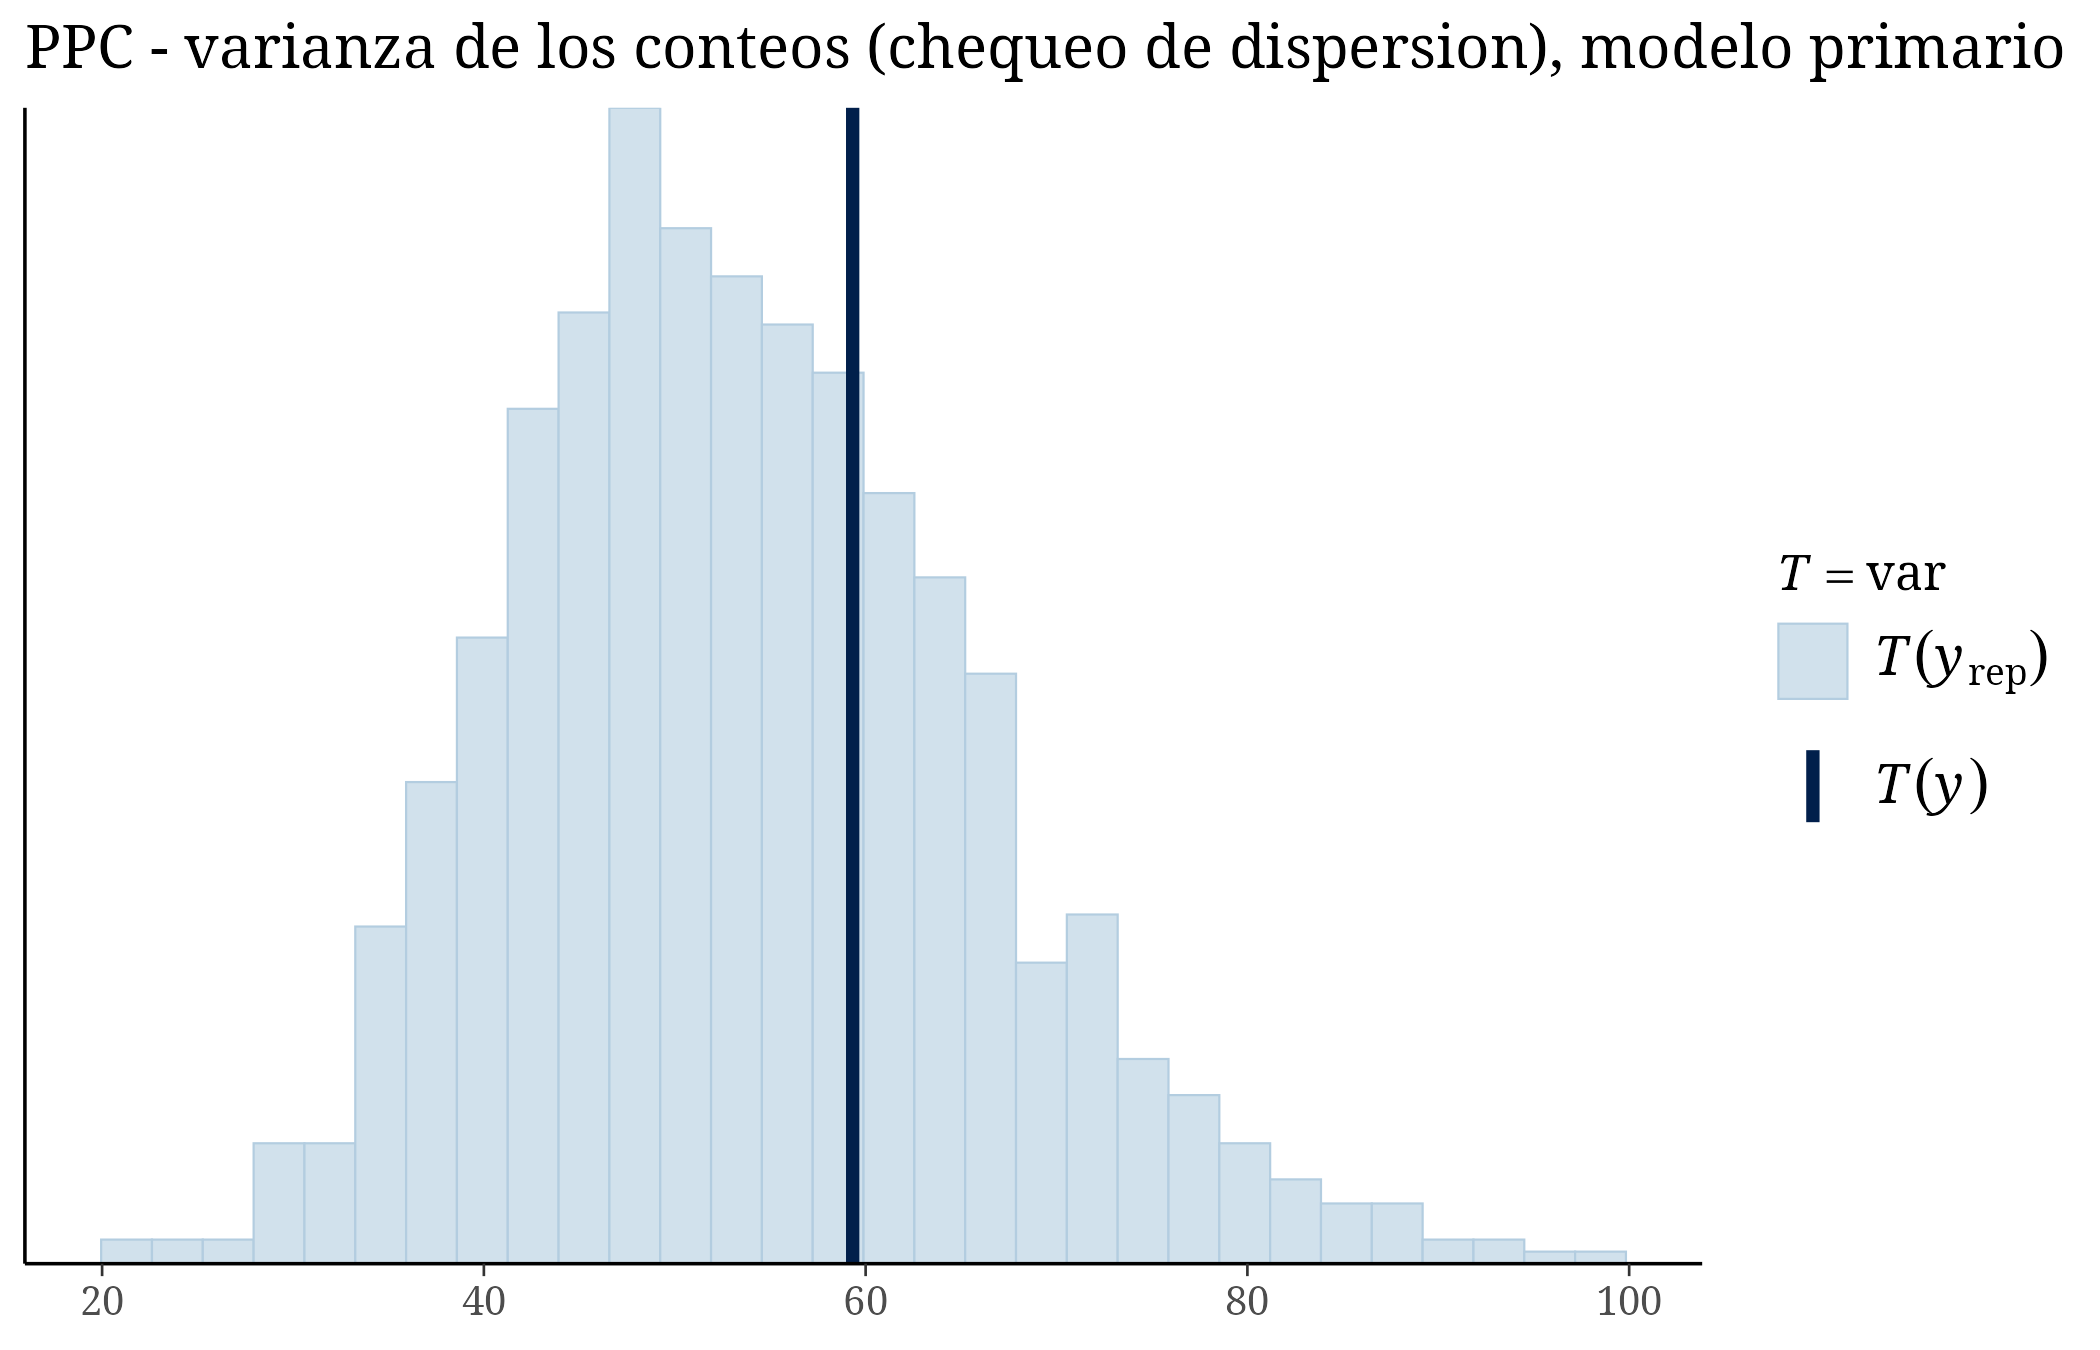 PPC - varianza de los conteos (chequeo de dispersion), modelo primario
T = var
T(yrep)
T(y)
20 40 60 80 100